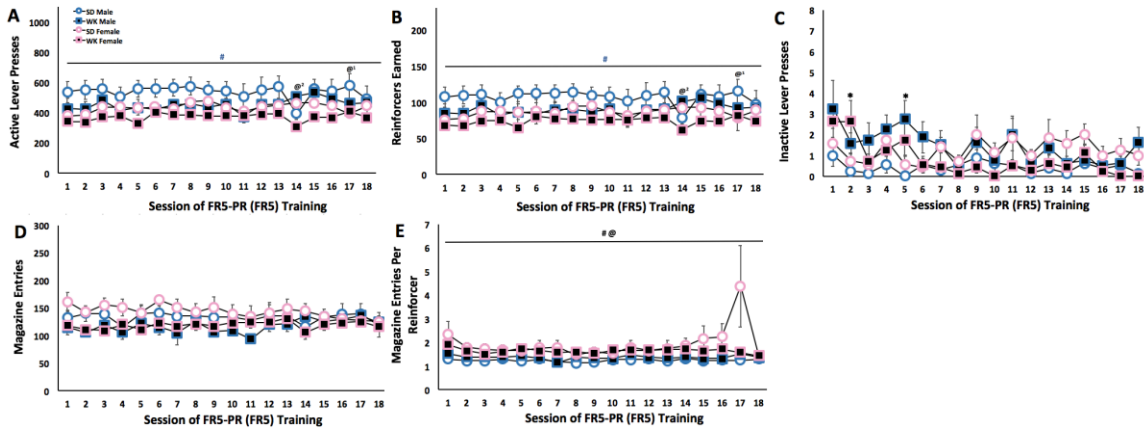 A
SD Male
WK Male
SD Female
WK Female
Active Lever Presses
1000
800
600
400
200
0
#
@
@
1 2 3 4 5 6 7 8 9 10 11 12 13 14 15 16 17 18
Session of FR5-PR (FR5) Training
B
Reinforcers Earned
200
150
100
50
0
#
@
@
1 2 3 4 5 6 7 8 9 10 11 12 13 14 15 16 17 18
Session of FR5-PR (FR5) Training
C
Inactive Lever Presses
8
7
6
5
4
3
2
1
0
* *
1 2 3 4 5 6 7 8 9 10 11 12 13 14 15 16 17 18
Session of FR5-PR (FR5) Training
D
Magazine Entries
300
250
200
150
100
50
0
1 2 3 4 5 6 7 8 9 10 11 12 13 14 15 16 17 18
Session of FR5-PR (FR5) Training
E
Magazine Entries Per
Reinforcer
7
6
5
4
3
2
1
0
# @
1 2 3 4 5 6 7 8 9 10 11 12 13 14 15 16 17 18
Session of FR5-PR (FR5) Training